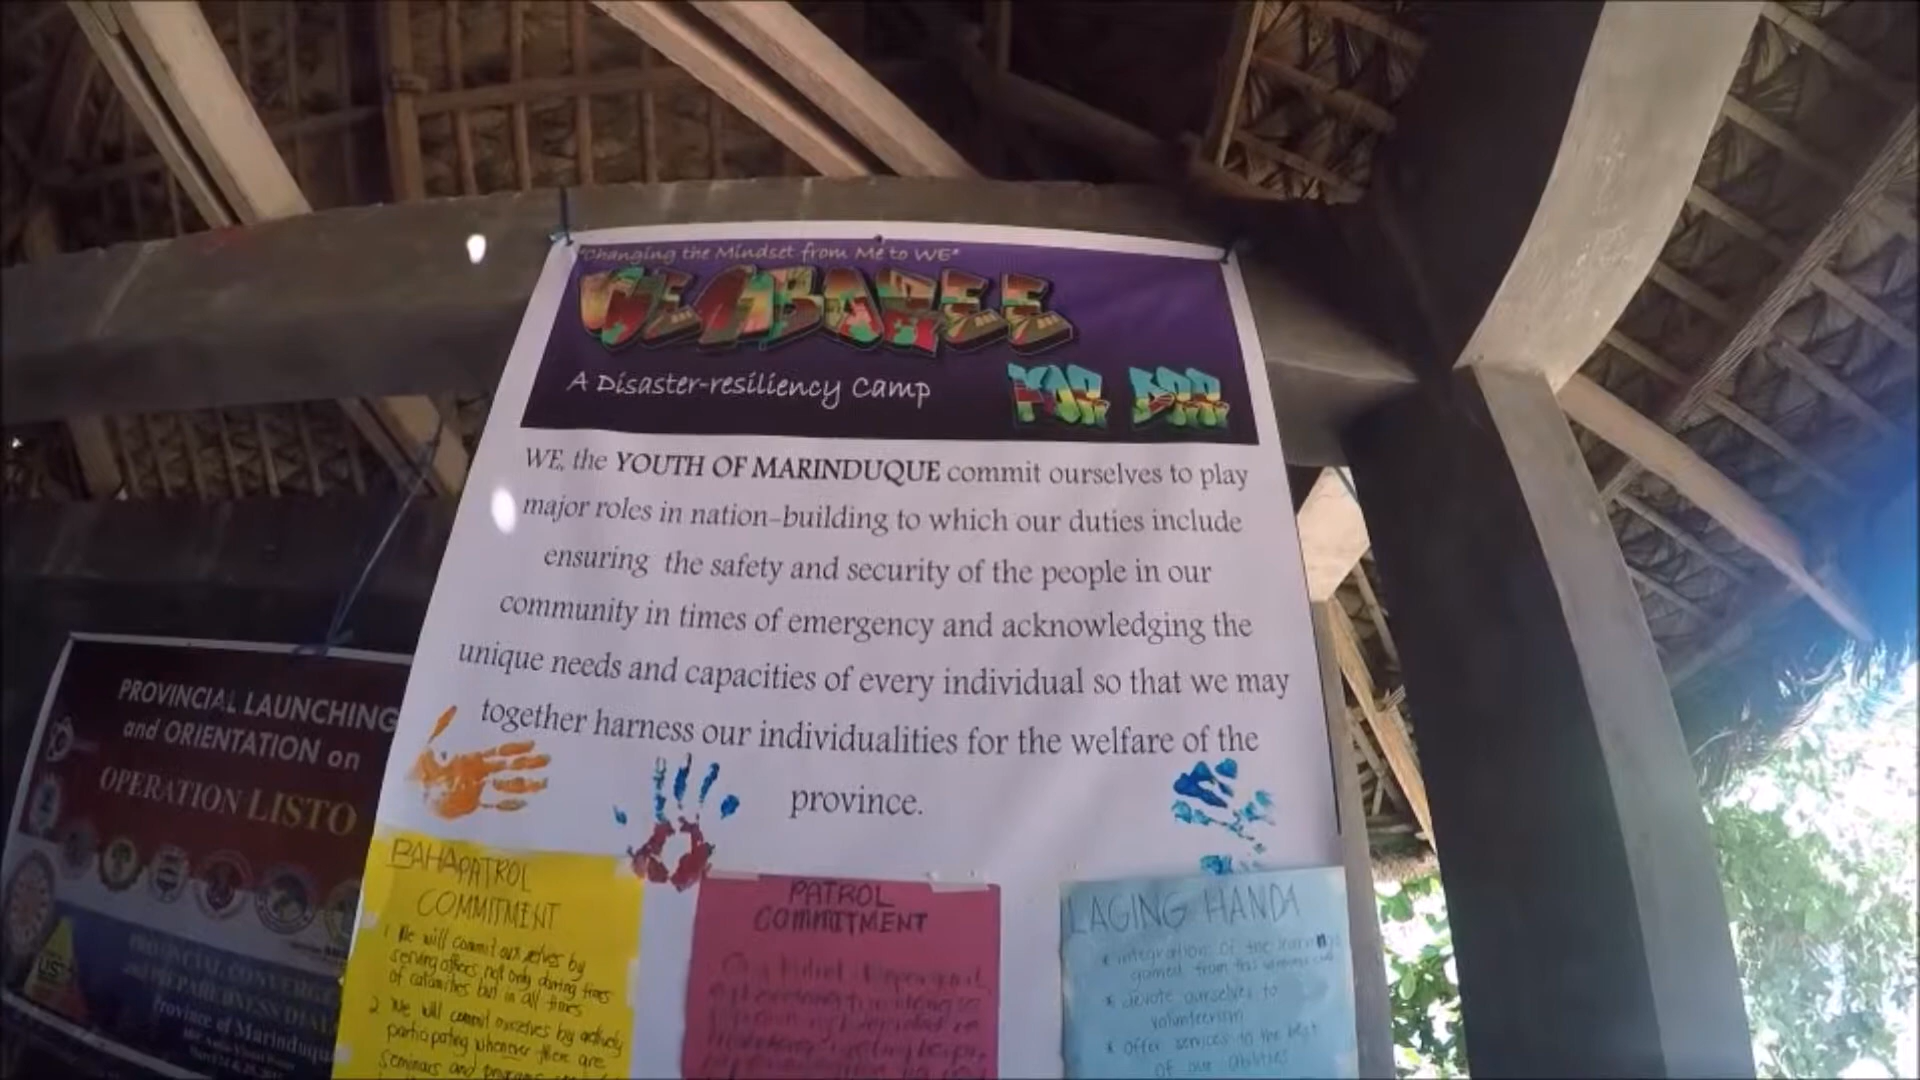 "Changing the Mindset from Me to WE"
WEMBAZEE
FOR DRR
A Disaster-resiliency Camp
WE, the YOUTH OF MARINDUQUE commit ourselves to play
major roles in nation-building to which our duties include
ensuring the safety and security of the people in our
community in times of emergency and acknowledging the
unique needs and capacities of every individual so that we may
together harness our individualities for the welfare of the
province.
PROVINCIAL LAUNCHING
and ORIENTATION on
OPERATION LISTO
Province of Marinduque
BAHAPATROL
COMMITMENT
1 We will commit ourselves by
serving others not only during times
of calamities but in all times
2 We will commit ourselves by actively
participating whenever there are
seminars and programs
PATROL
COMMITMENT
LAGING HANDA
* integration of the learnings
gained from this
* devote ourselves to
volunteerism
* offer services to the best
of our abilities